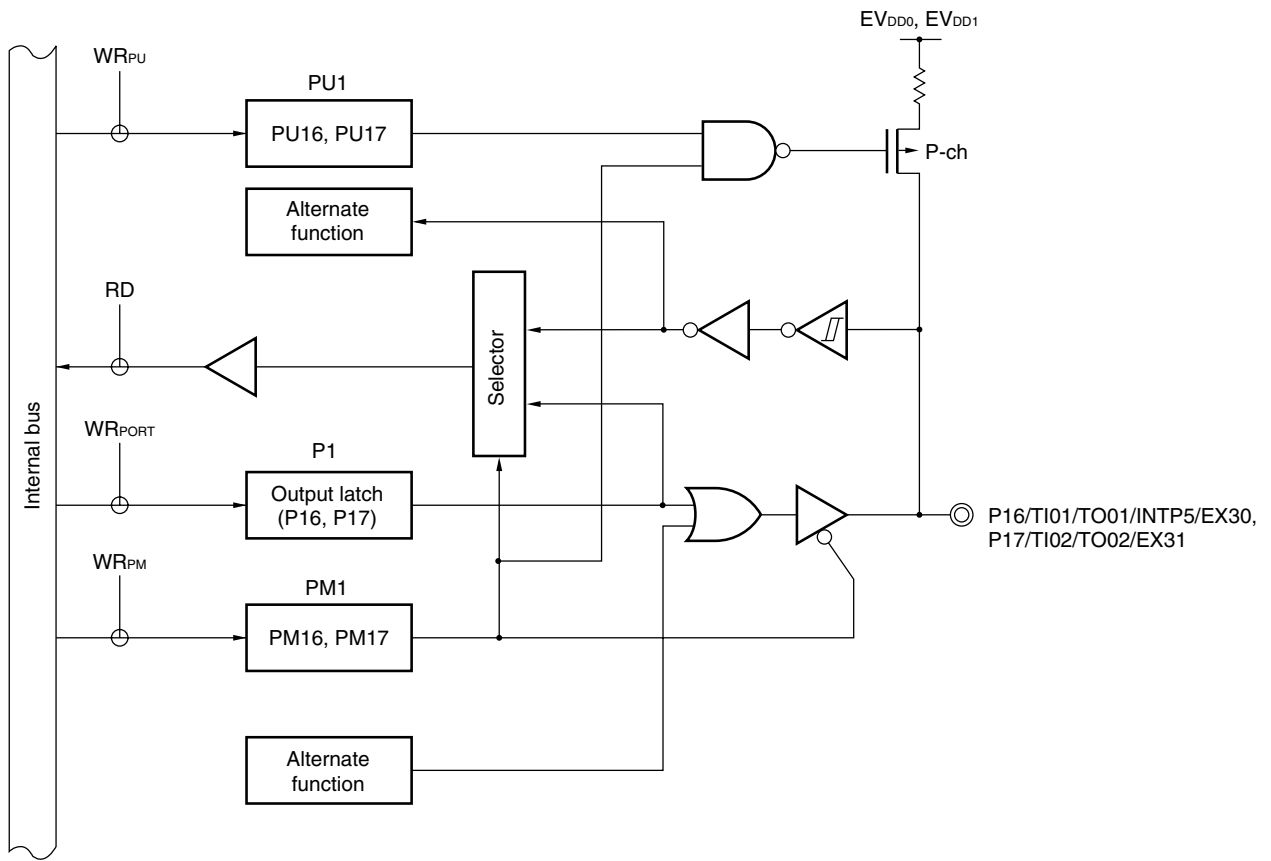 EVDD0, EVDD1
WRPU
PU1
PU16, PU17
P-ch
Alternate
function
RD
Selector
Internal bus
WRPORT
P1
Output latch
(P16, P17)
P16/TI01/TO01/INTP5/EX30,
P17/TI02/TO02/EX31
WRPM
PM1
PM16, PM17
Alternate
function